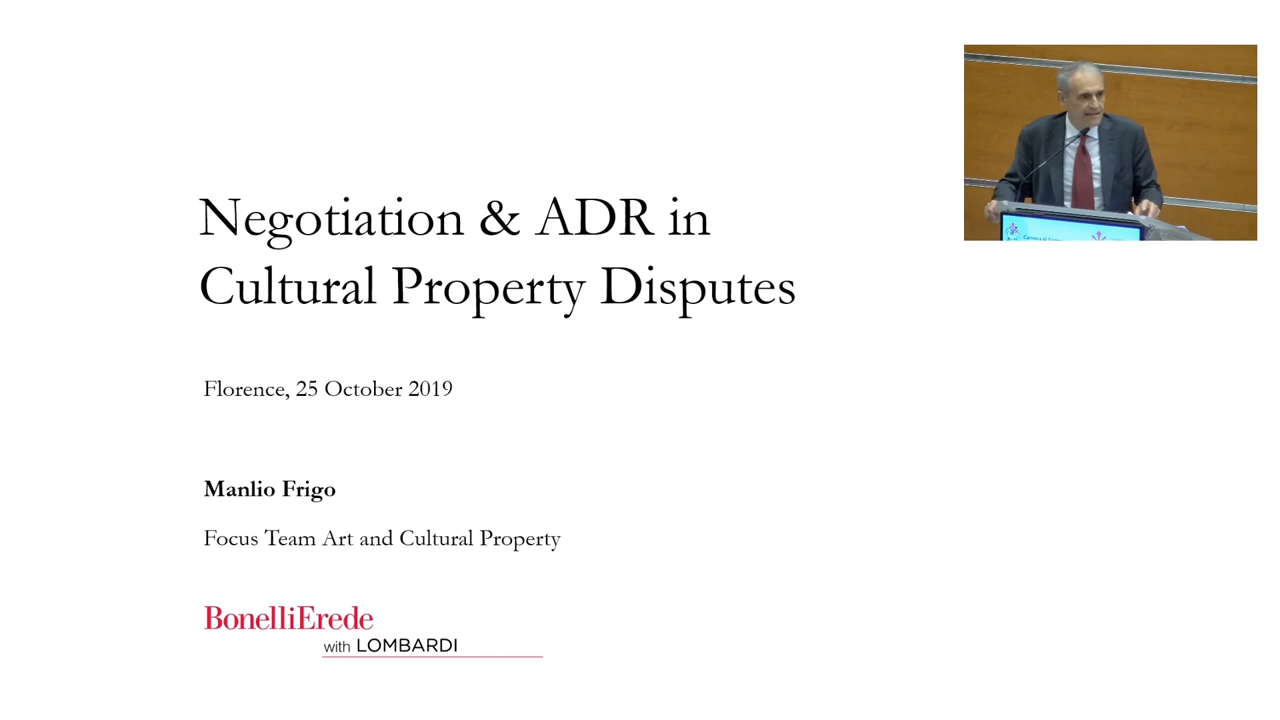 Negotiation & ADR in
Cultural Property Disputes
Florence, 25 October 2019
Manlio Frigo
Focus Team Art and Cultural Property
BonelliErede
with LOMBARDI